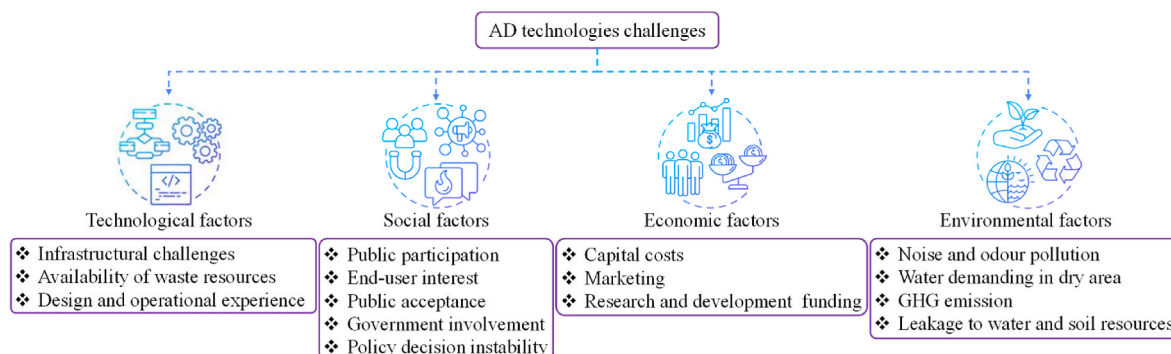 AD technologies challenges
Technological factors
❖ Infrastructural challenges
❖ Availability of waste resources
❖ Design and operational experience
Social factors
❖ Public participation
❖ End-user interest
❖ Public acceptance
❖ Government involvement
❖ Policy decision instability
Economic factors
❖ Capital costs
❖ Marketing
❖ Research and development funding
Environmental factors
❖ Noise and odour pollution
❖ Water demanding in dry area
❖ GHG emission
❖ Leakage to water and soil resources